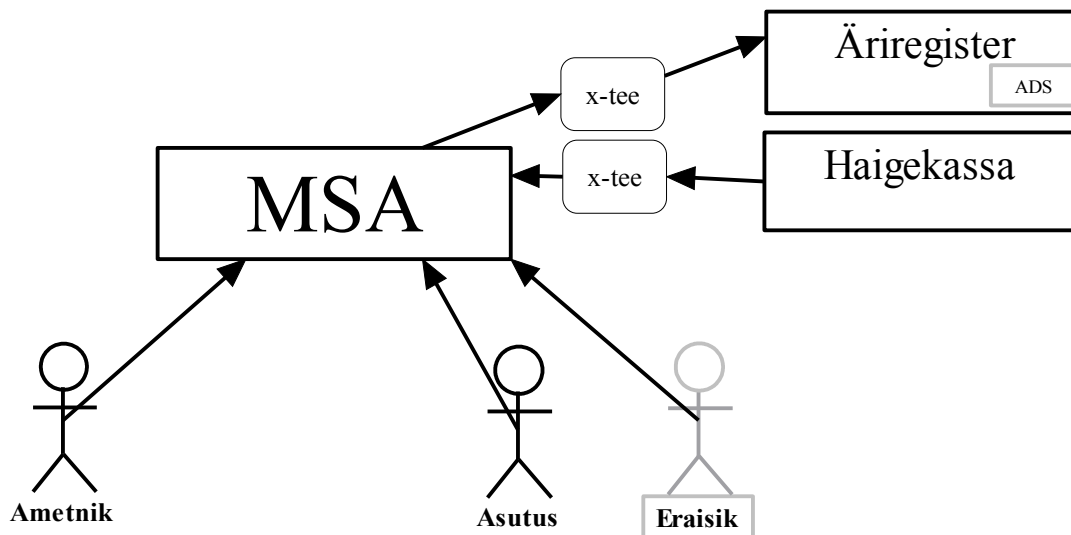 Äriregister
ADS
x-tee
MSA
x-tee
Haigekassa
Ametnik
Asutus
Eraisik